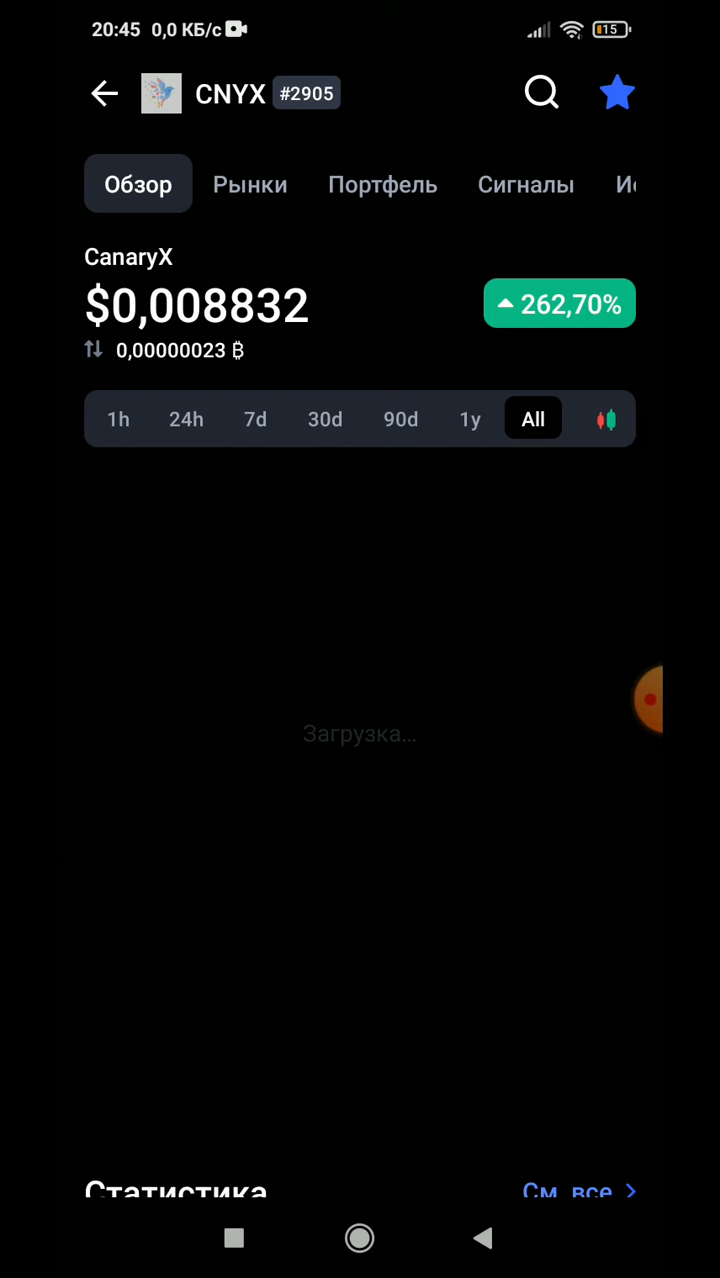 20:45 0,0 КБ/с 15
CNYX #2905
Обзор Рынки Портфель Сигналы
CanaryX
$0,008832 262,70%
0,00000023 ₿
1h 24h 7d 30d 90d 1y All
Загрузка...
Статистика См. все